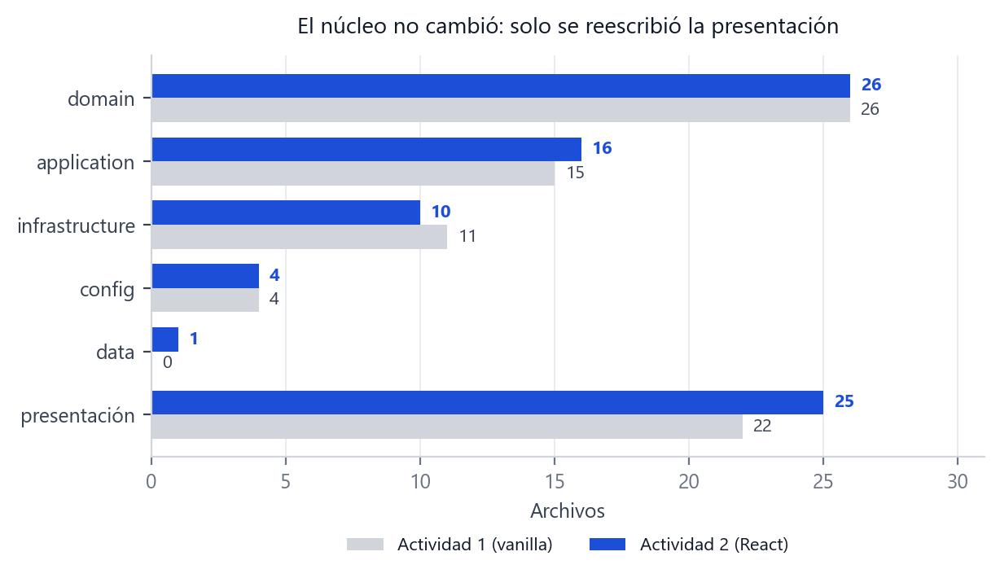 El núcleo no cambió: solo se reescribió la presentación
domain
26
26
application
16
15
infrastructure
10
11
config
4
4
data
1
0
presentación
25
22
0 5 10 15 20 25 30
Archivos
Actividad 1 (vanilla) Actividad 2 (React)